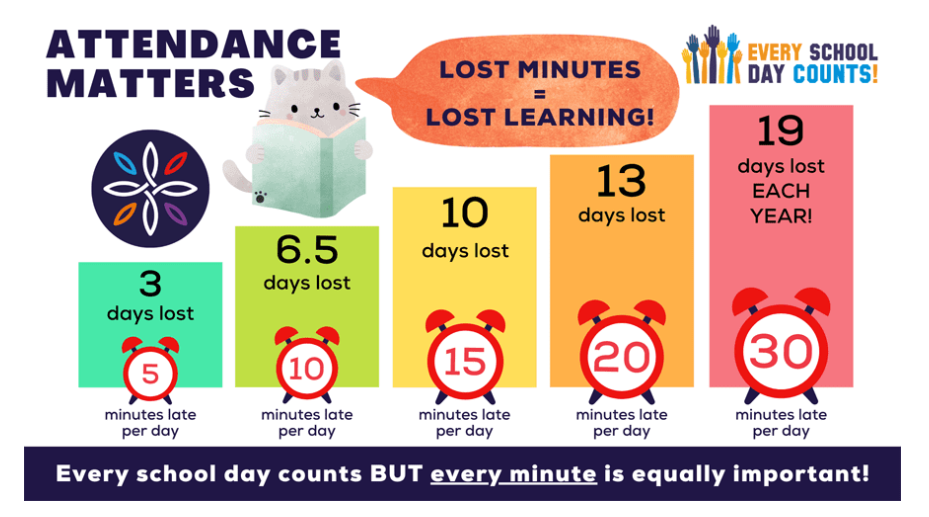 ATTENDANCE
MATTERS
LOST MINUTES
=
LOST LEARNING!
EVERY SCHOOL
DAY COUNTS!
3
days lost
5
minutes late
per day
6.5
days lost
10
minutes late
per day
10
days lost
15
minutes late
per day
13
days lost
20
minutes late
per day
19
days lost
EACH
YEAR!
30
minutes late
per day
Every school day counts BUT every minute is equally important!